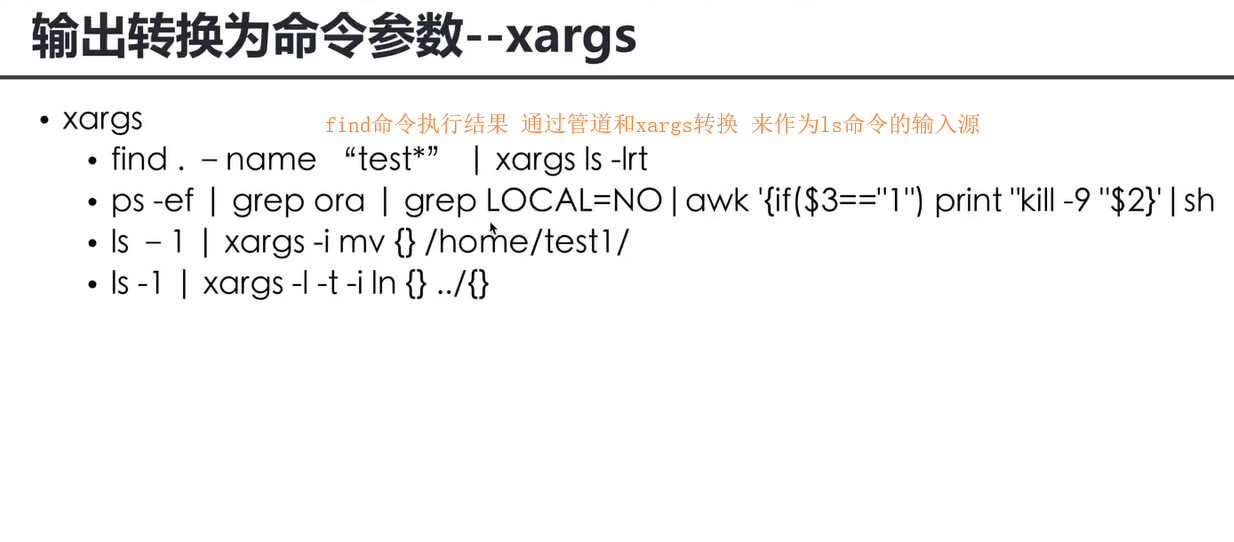 输出转换为命令参数--xargs
• xargs
find命令执行结果 通过管道和xargs转换 来作为ls命令的输入源
• find . – name “test*” | xargs ls -lrt
• ps -ef | grep ora | grep LOCAL=NO|awk '{if($3=="1") print "kill -9 "$2}'|sh
• ls – 1 | xargs -i mv {} /home/test1/
• ls -1 | xargs -l -t -i ln {} ../{}